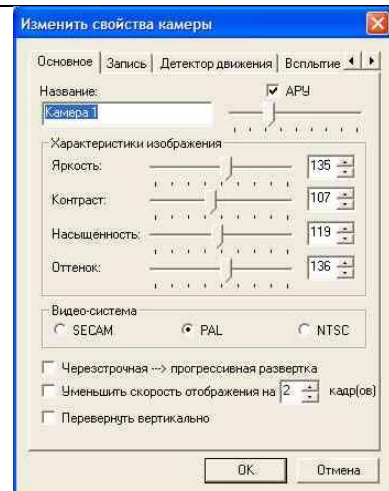 Изменить свойства камеры
Основное Запись Детектор движения Всплытие
Название: АРУ
Камера 1
Характеристики изображения
Яркость: 135
Контраст: 107
Насыщенность: 119
Оттенок: 136
Видео-система
SECAM PAL NTSC
Черезстрочная --> прогрессивная развертка
Уменьшить скорость отображения на 2 кадр(ов)
Перевернуть вертикально
OK Отмена